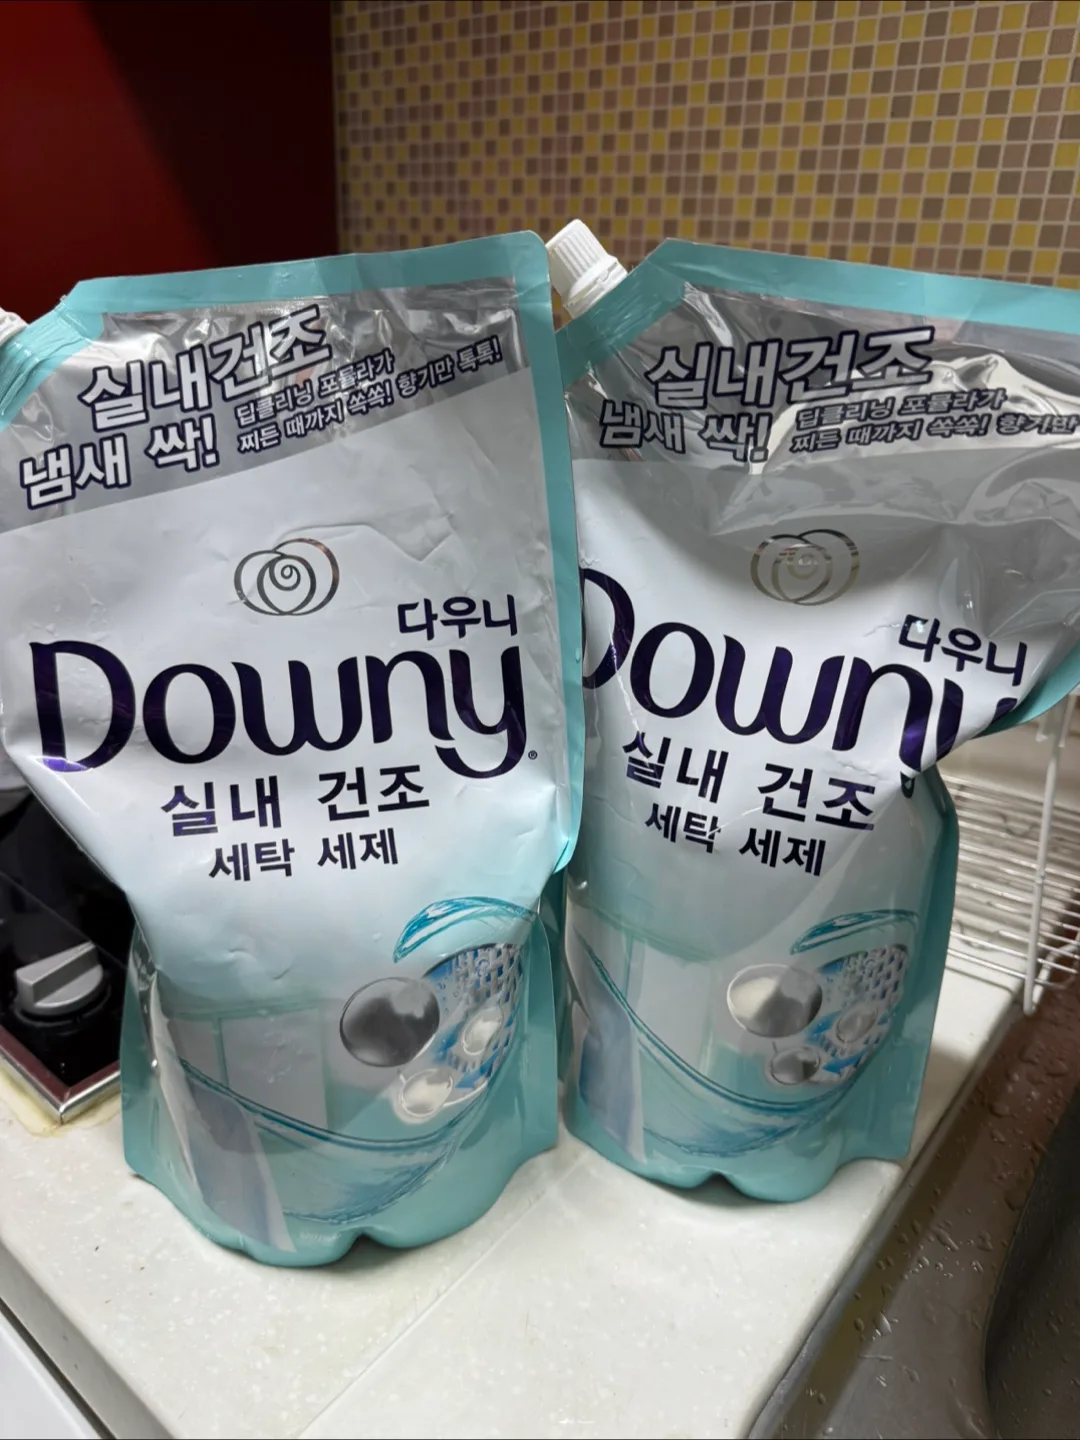 실내건조
냄새 싹!
딥클리닝 포뮬라가
찌든 때까지 쏙쏙! 향기만 톡톡!
다우니
Downy®
실내 건조
세탁 세제
실내건조
냄새 싹!
딥클리닝 포뮬라가
찌든 때까지 쏙쏙! 향기만
다우니
Downy
실내 건조
세탁 세제